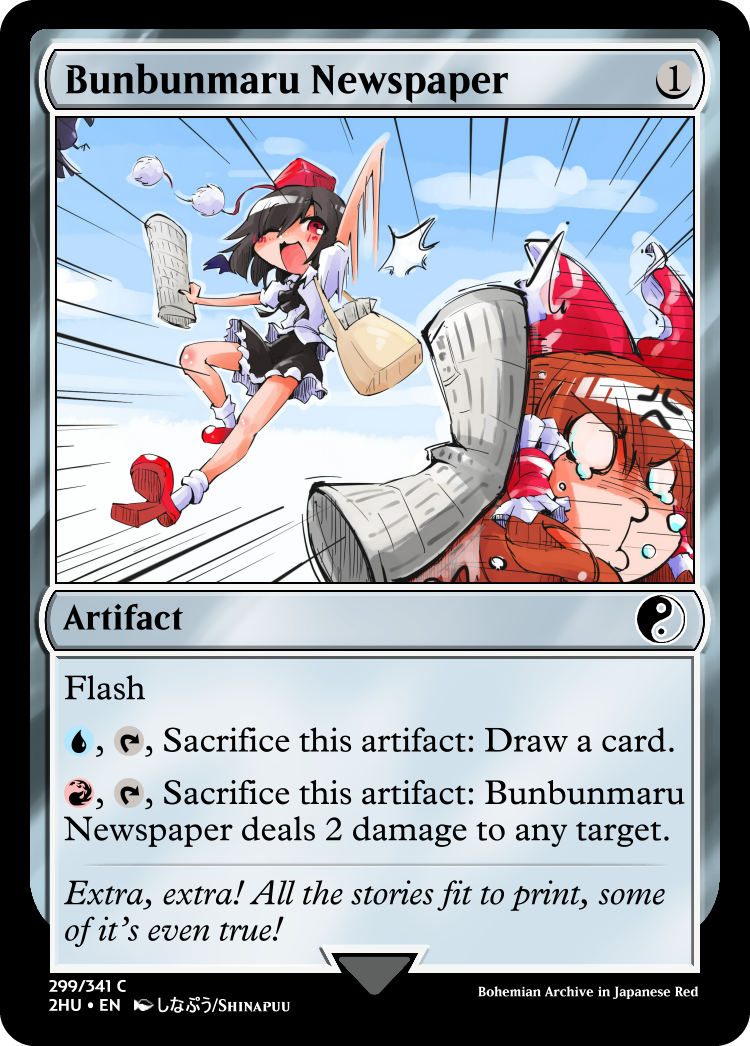 Bunbunmaru Newspaper 1
Artifact
Flash
, , Sacrifice this artifact: Draw a card.
, , Sacrifice this artifact: Bunbunmaru
Newspaper deals 2 damage to any target.
Extra, extra! All the stories fit to print, some
of it's even true!
299/341 C
2HU • EN しなぷう/SHINAPUU
Bohemian Archive in Japanese Red